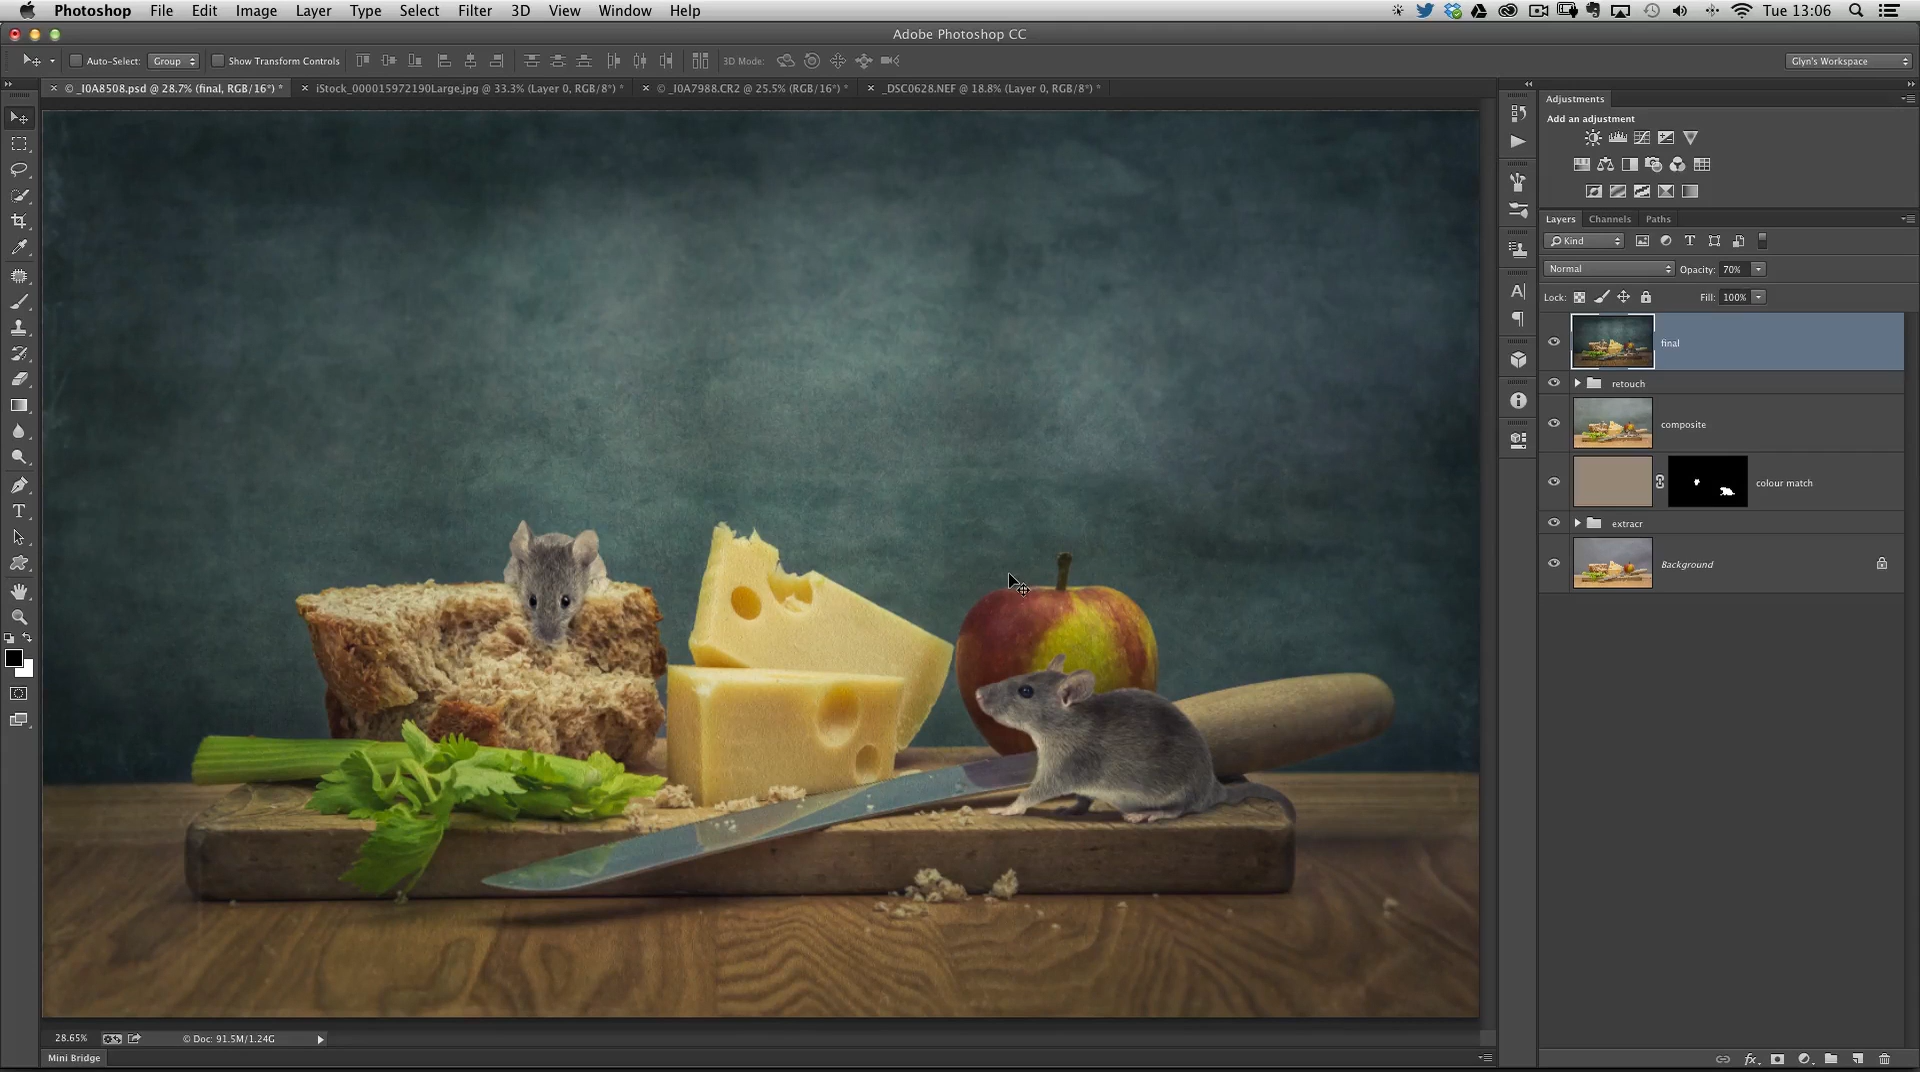 Photoshop File Edit Image Layer Type Select Filter 3D View Window Help Tue 13:06
Adobe Photoshop CC
Auto-Select: Group Show Transform Controls 3D Mode: Glyn's Workspace
© _I0A8508.psd @ 28.7% (final, RGB/16*) * iStock_000015972190Large.jpg @ 33.3% (Layer 0, RGB/8*) * © _I0A7988.CR2 @ 25.5% (RGB/16*) * _DSC0628.NEF @ 18.8% (Layer 0, RGB/8*) *
Adjustments
Add an adjustment
Layers Channels Paths
Kind
Normal Opacity: 70%
Lock: Fill: 100%
final
retouch
composite
colour match
extracr
Background
28.65% © Doc: 91.5M/1.24G
Mini Bridge